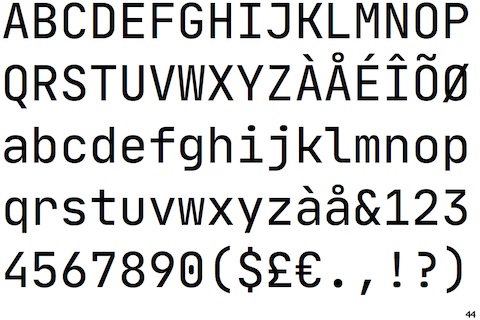 ABCDEFGHIJKLMNOP
QRSTUVWXYZÀÅÉÎÕØ
abcdefghijklmnop
qrstuvwxyzàå&123
4567890($£€.,!?)
44